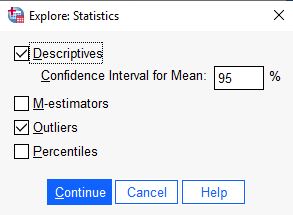 Explore: Statistics
Descriptives
Confidence Interval for Mean: 95 %
M-estimators
Outliers
Percentiles
Continue Cancel Help